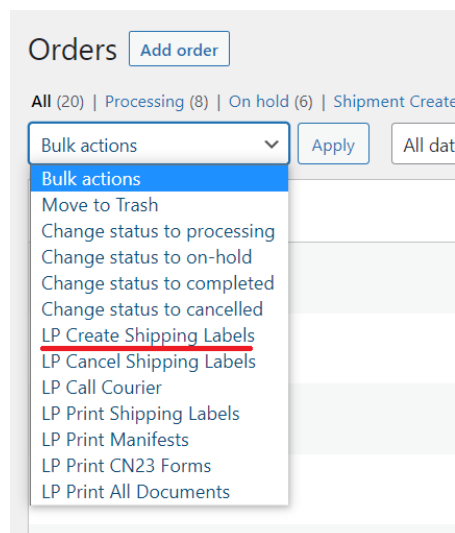 Orders Add order
All (20) | Processing (8) | On hold (6) | Shipment Create
Bulk actions Apply All dat
Bulk actions
Move to Trash
Change status to processing
Change status to on-hold
Change status to completed
Change status to cancelled
LP Create Shipping Labels
LP Cancel Shipping Labels
LP Call Courier
LP Print Shipping Labels
LP Print Manifests
LP Print CN23 Forms
LP Print All Documents